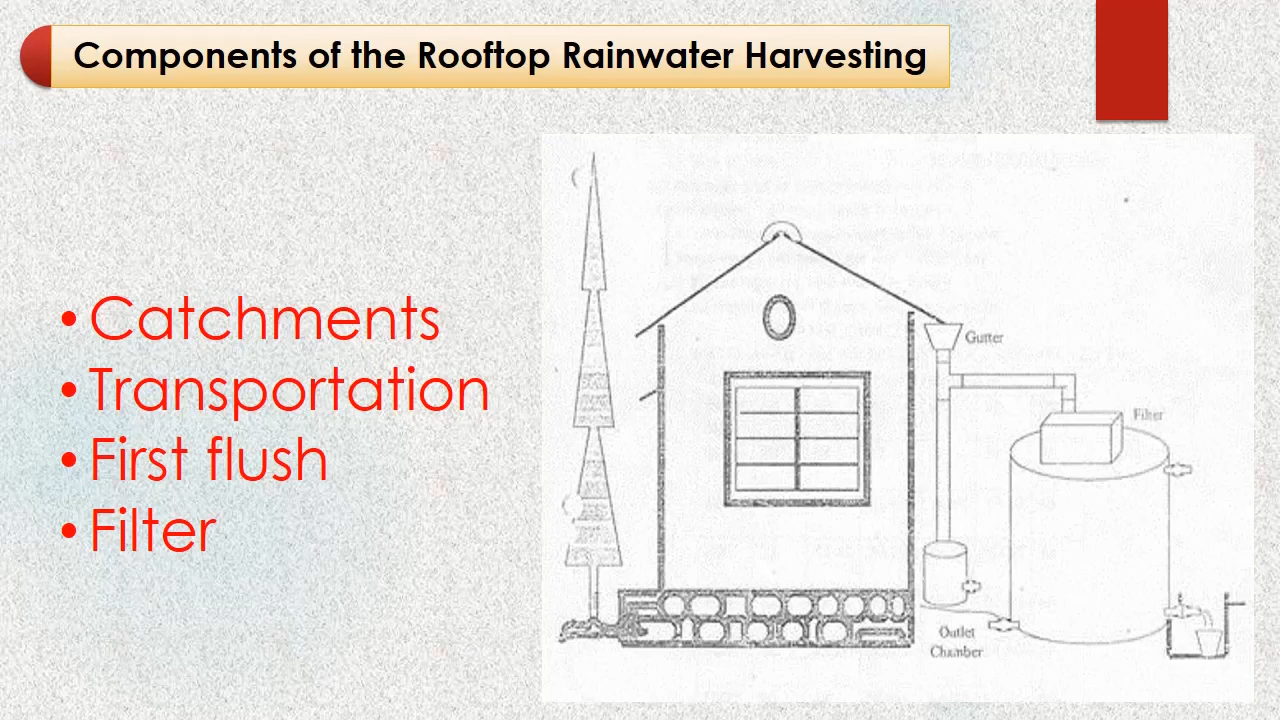 Components of the Rooftop Rainwater Harvesting
•Catchments
•Transportation
•First flush
•Filter
Gutter
Filter
Outlet
Chamber